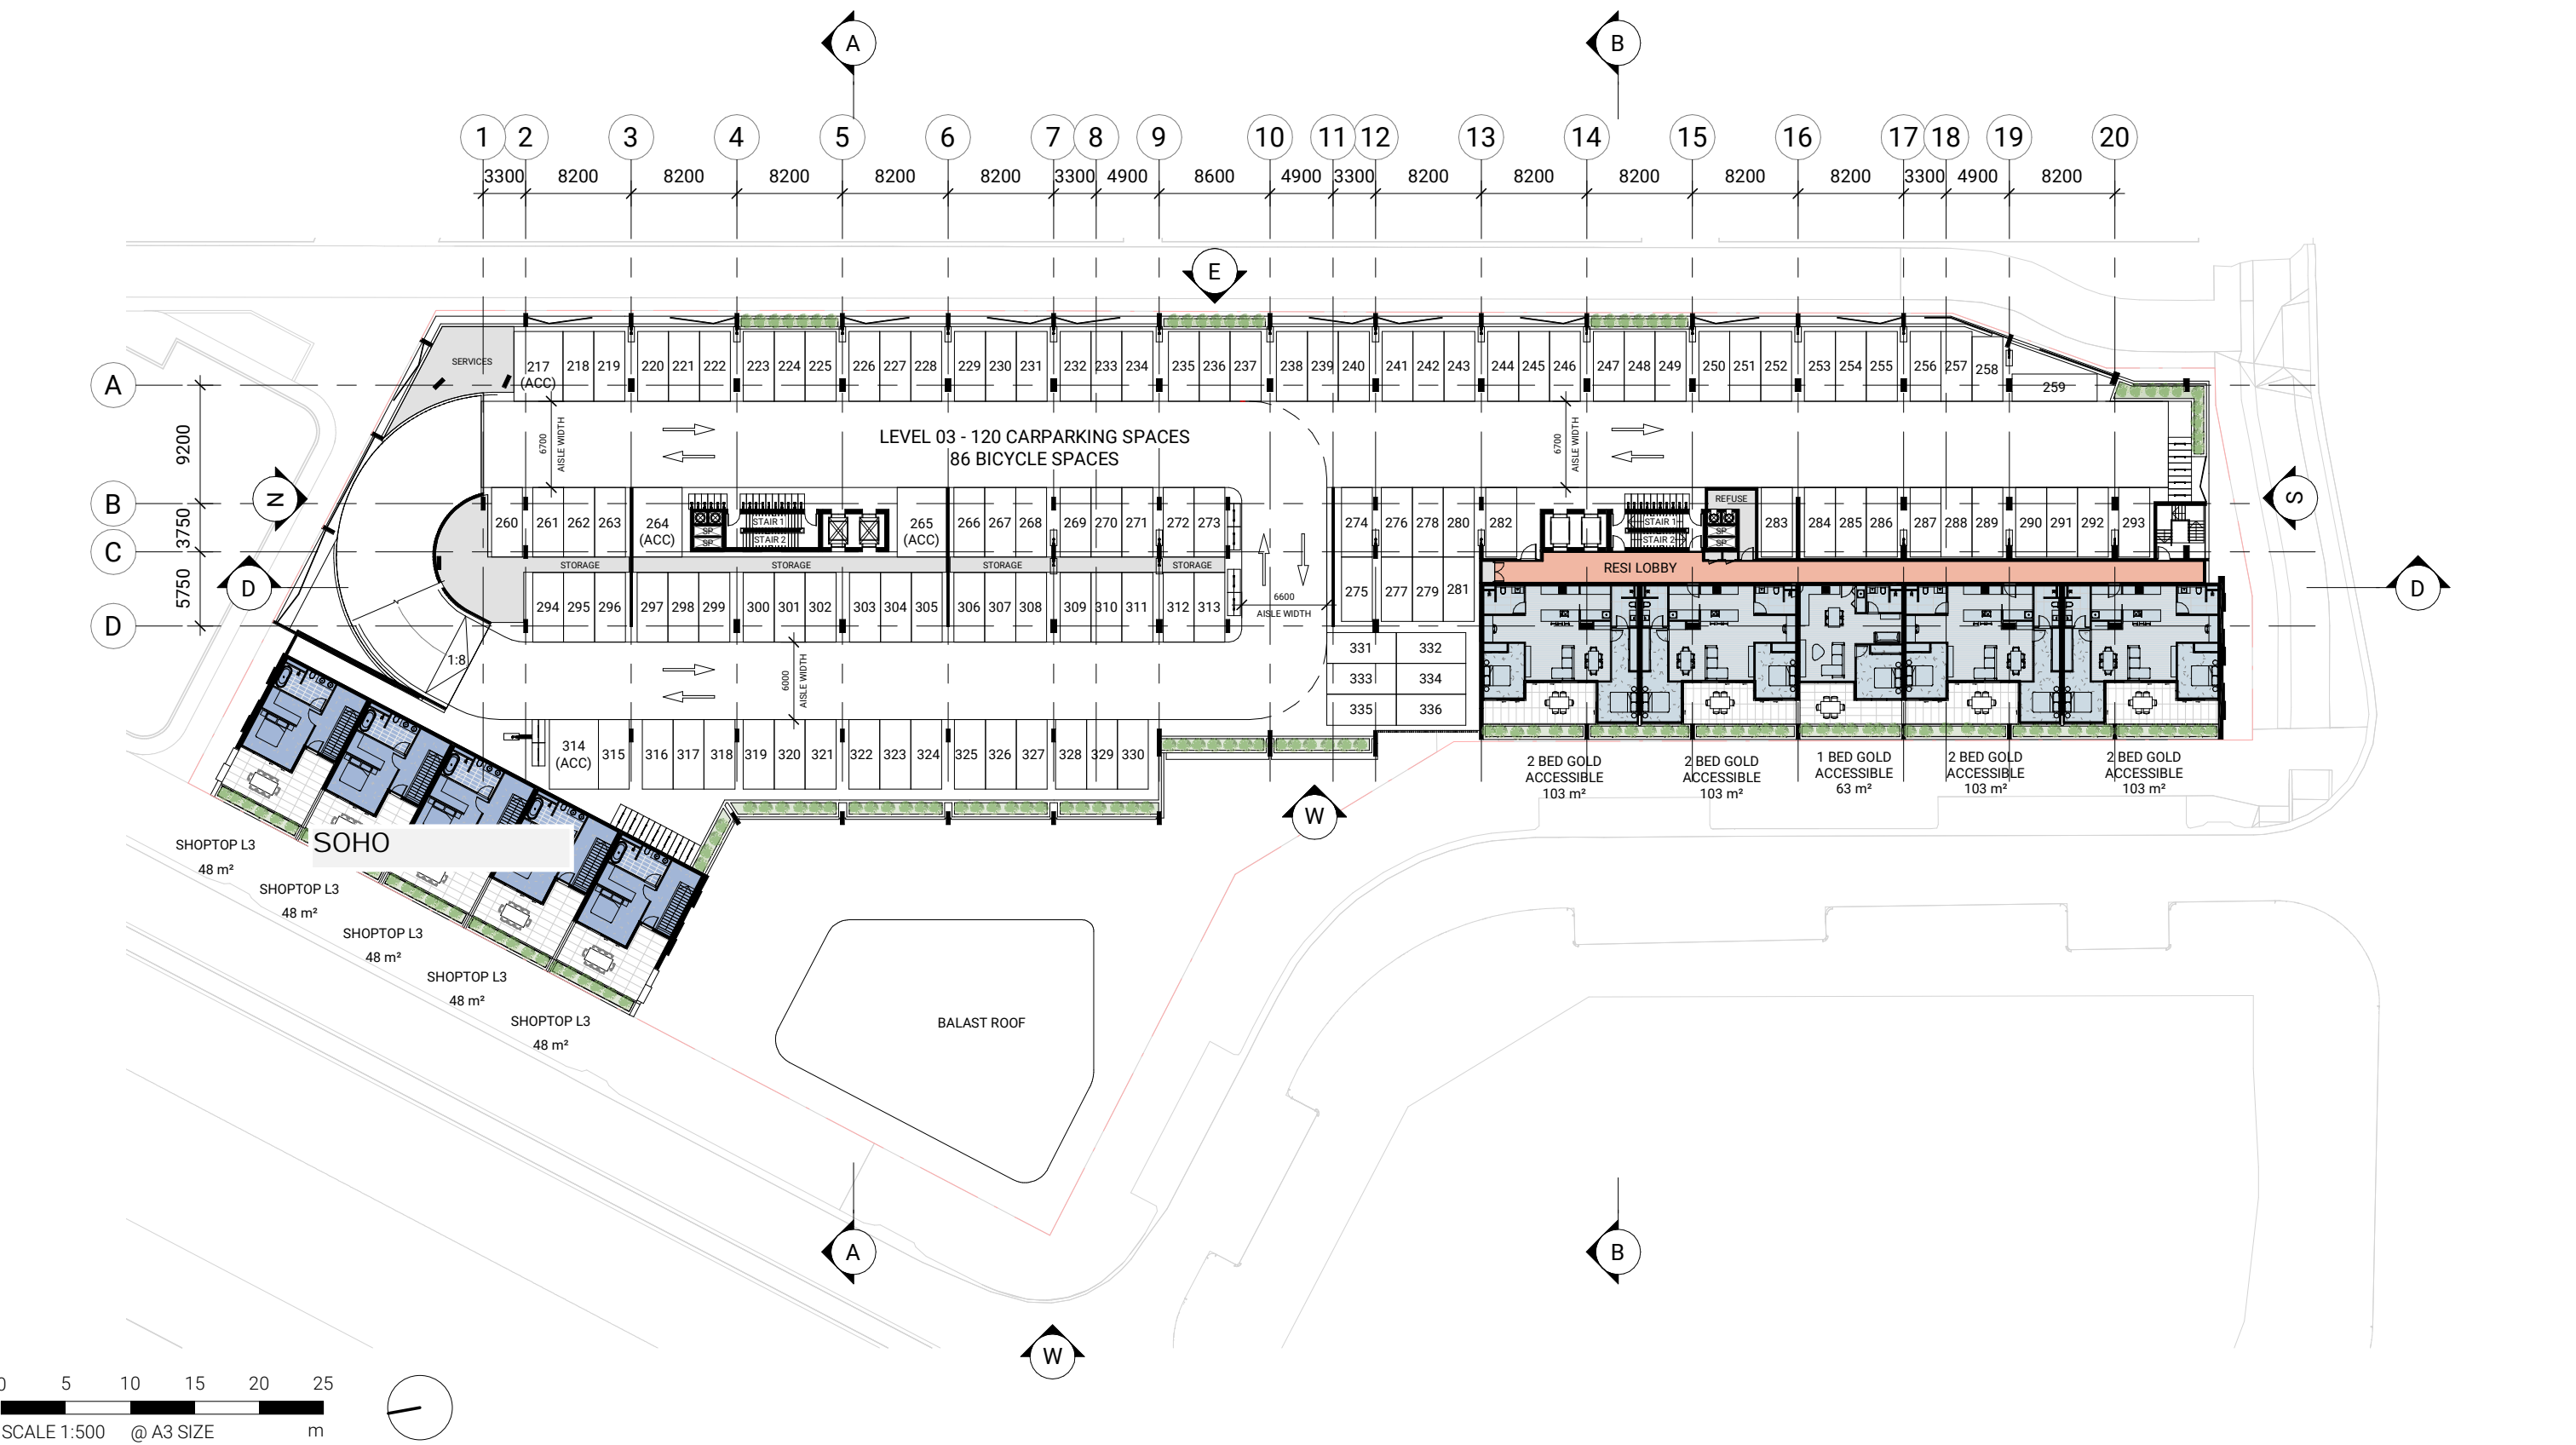 A B
1 2 3 4 5 6 7 8 9 10 11 12 13 14 15 16 17 18 19 20
3300 8200 8200 8200 8200 8200 3300 4900 8600 4900 3300 8200 8200 8200 8200 8200 3300 4900 8200
E
SERVICES
217 (ACC) 218 219 220 221 222 223 224 225 226 227 228 229 230 231 232 233 234 235 236 237 238 239 240 241 242 243 244 245 246 247 248 249 250 251 252 253 254 255 256 257 258 259
A
9200
6700 AISLE WIDTH
LEVEL 03 - 120 CARPARKING SPACES
86 BICYCLE SPACES
6700 AISLE WIDTH
N
S
B
3750
REFUSE
260 261 262 263 264 (ACC) SP SP STAIR 1 STAIR 2 265 (ACC) 266 267 268 269 270 271 272 273 274 276 278 280 282 STAIR 1 STAIR 2 SP SP 283 284 285 286 287 288 289 290 291 292 293
C
STORAGE STORAGE STORAGE STORAGE
RESI LOBBY
5750
D D
294 295 296 297 298 299 300 301 302 303 304 305 306 307 308 309 310 311 312 313 275 277 279 281
6600
AISLE WIDTH
D
1:8
6000 AISLE WIDTH
331 332
333 334
335 336
314 (ACC) 315 316 317 318 319 320 321 322 323 324 325 326 327 328 329 330
2 BED GOLD
ACCESSIBLE
103 m²
2 BED GOLD
ACCESSIBLE
103 m²
1 BED GOLD
ACCESSIBLE
63 m²
2 BED GOLD
ACCESSIBLE
103 m²
2 BED GOLD
ACCESSIBLE
103 m²
W
SOHO
SHOPTOP L3
48 m²
SHOPTOP L3
48 m²
SHOPTOP L3
48 m²
SHOPTOP L3
48 m²
SHOPTOP L3
48 m²
BALAST ROOF
A B
W
0 5 10 15 20 25
SCALE 1:500 @ A3 SIZE m